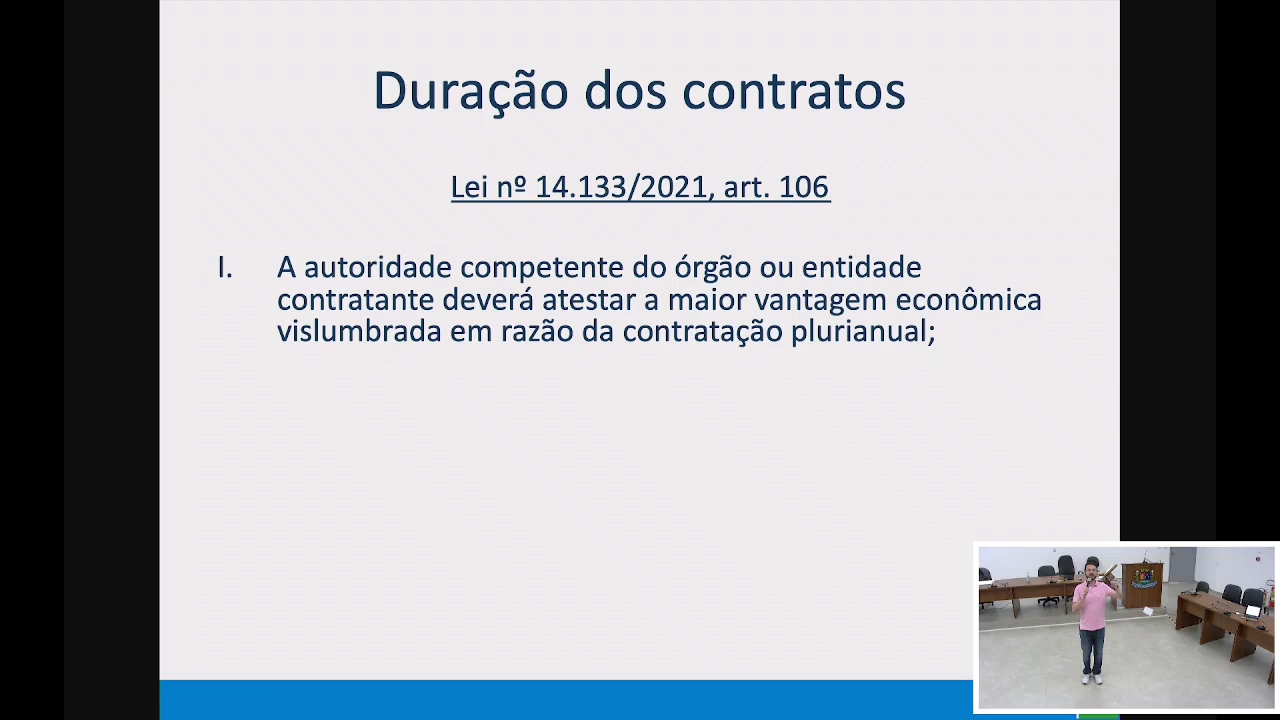 Duração dos contratos
Lei nº 14.133/2021, art. 106
I. A autoridade competente do órgão ou entidade
contratante deverá atestar a maior vantagem econômica
vislumbrada em razão da contratação plurianual;